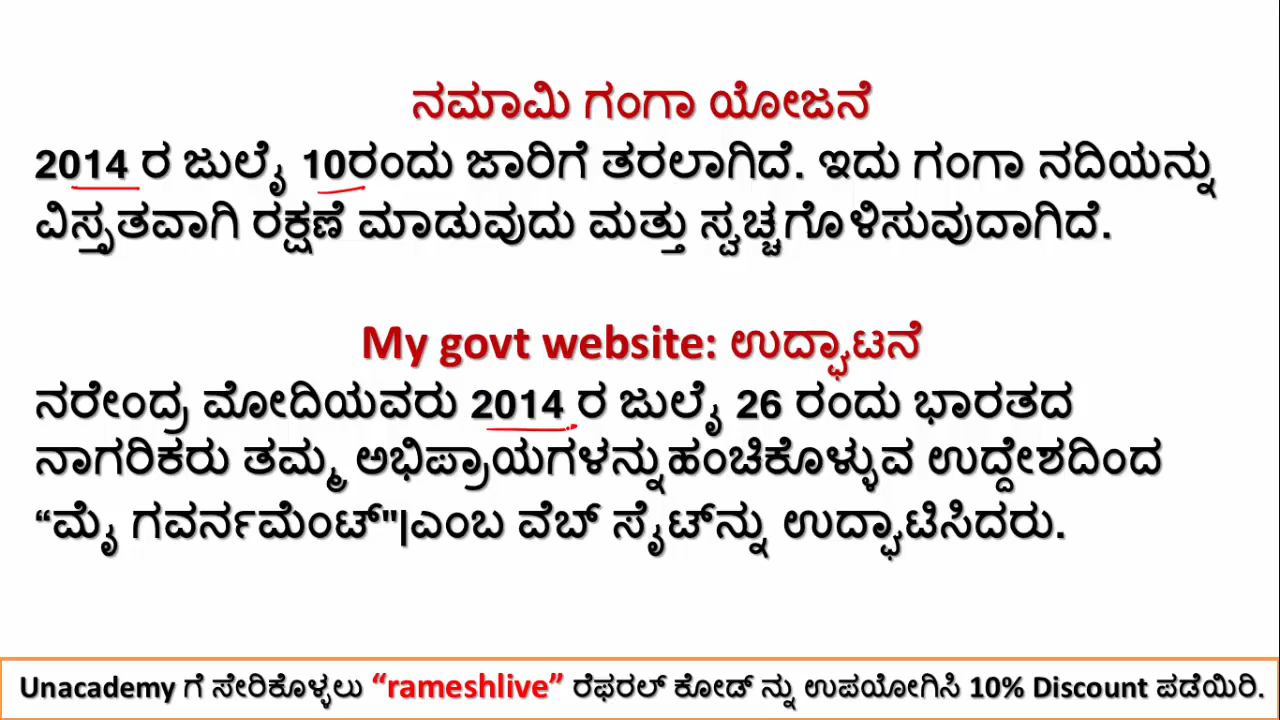 ನಮಾಮಿ ಗಂಗಾ ಯೋಜನೆ
2014 ರ ಜುಲೈ 10ರಂದು ಜಾರಿಗೆ ತರಲಾಗಿದೆ. ಇದು ಗಂಗಾ ನದಿಯನ್ನು
ವಿಸ್ತೃತವಾಗಿ ರಕ್ಷಣೆ ಮಾಡುವುದು ಮತ್ತು ಸ್ವಚ್ಚಗೊಳಿಸುವುದಾಗಿದೆ.
My govt website: ಉದ್ಘಾಟನೆ
ನರೇಂದ್ರ ಮೋದಿಯವರು 2014 ರ ಜುಲೈ 26 ರಂದು ಭಾರತದ
ನಾಗರಿಕರು ತಮ್ಮ ಅಭಿಪ್ರಾಯಗಳನ್ನುಹಂಚಿಕೊಳ್ಳುವ ಉದ್ದೇಶದಿಂದ
“ಮೈ ಗವರ್ನಮೆಂಟ್"|ಎಂಬ ವೆಬ್ ಸೈಟ್‌ನ್ನು ಉದ್ಘಾಟಿಸಿದರು.
Unacademy ಗೆ ಸೇರಿಕೊಳ್ಳಲು “rameshlive” ರೆಫರಲ್ ಕೋಡ್ ನ್ನು ಉಪಯೋಗಿಸಿ 10% Discount ಪಡೆಯಿರಿ.